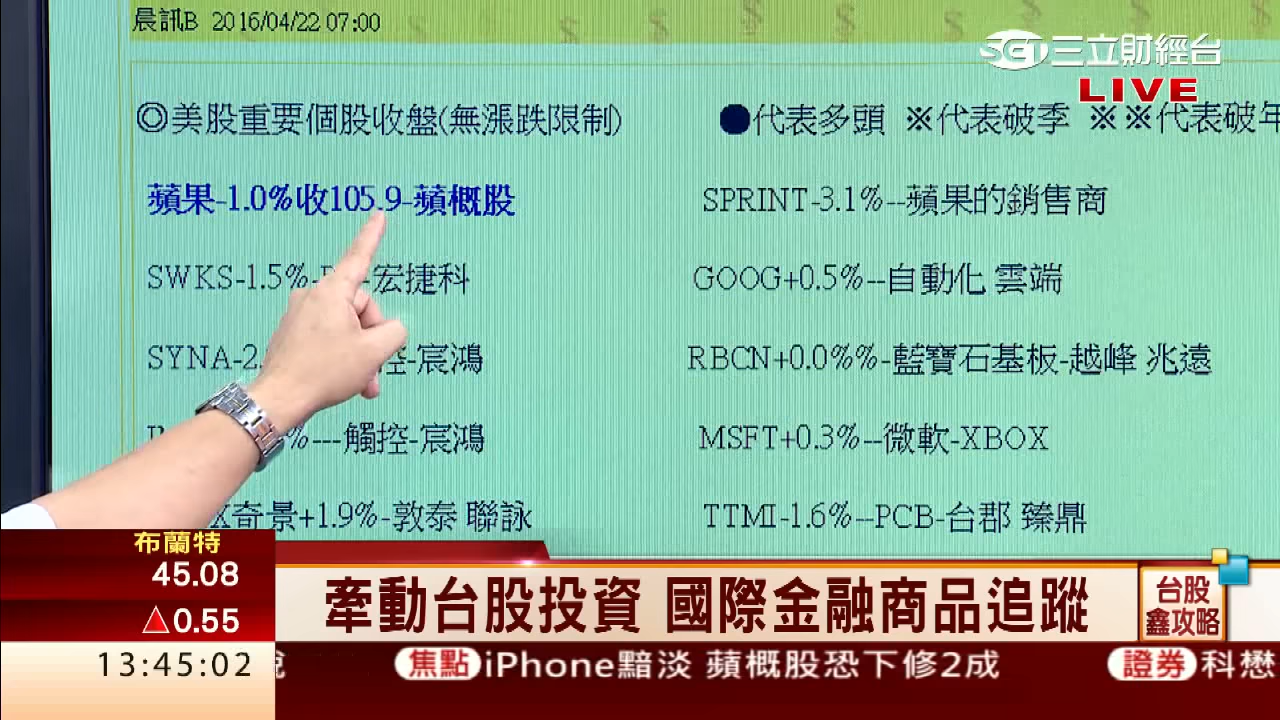 晨訊B 2016/04/22 07:00
SET三立財經台
LIVE
◎美股重要個股收盤(無漲跌限制)
●代表多頭 ※代表破季 ※※代表破年
蘋果-1.0%收105.9-蘋概股
SPRINT-3.1%--蘋果的銷售商
SWKS-1.5%- -宏捷科
GOOG+0.5%--自動化 雲端
SYNA-2. 控-宸鴻
RBCN+0.0%%-藍寶石基板-越峰 兆遠
%---觸控-宸鴻
MSFT+0.3%--微軟-XBOX
X奇景+1.9%-敦泰 聯詠
TTMI-1.6%--PCB-台郡 臻鼎
布蘭特
45.08
△0.55
牽動台股投資 國際金融商品追蹤
台股
鑫攻略
13:45:02
焦點 iPhone黯淡 蘋概股恐下修2成
證券 科懋